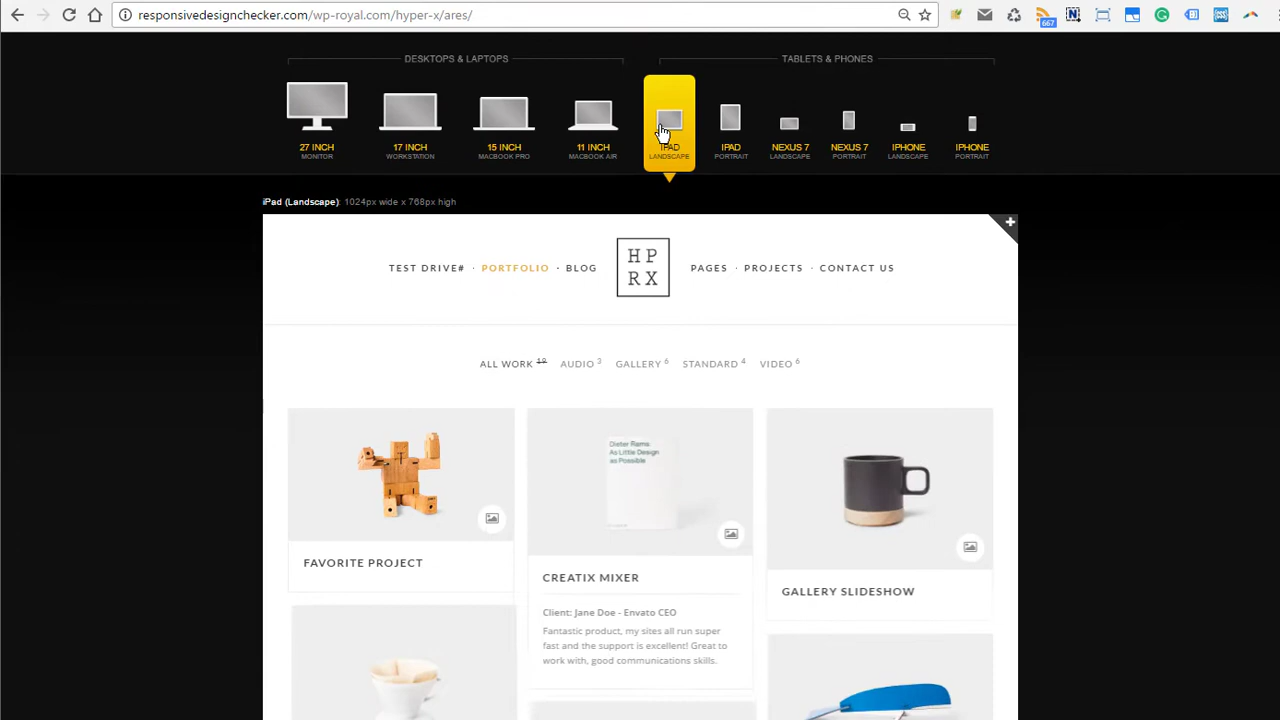 responsivedesignchecker.com/wp-royal.com/hyper-x/ares/
667
DESKTOPS & LAPTOPS
TABLETS & PHONES
27 INCH
MONITOR
17 INCH
WORKSTATION
15 INCH
MACBOOK PRO
11 INCH
MACBOOK AIR
IPAD
LANDSCAPE
IPAD
PORTRAIT
NEXUS 7
LANDSCAPE
NEXUS 7
PORTRAIT
IPHONE
LANDSCAPE
IPHONE
PORTRAIT
iPad (Landscape): 1024px wide x 768px high
TEST DRIVE# · PORTFOLIO · BLOG
HP
RX
PAGES · PROJECTS · CONTACT US
ALL WORK 19 AUDIO 3 GALLERY 6 STANDARD 4 VIDEO 6
Dieter Rams
As Little Design
as Possible
FAVORITE PROJECT
CREATIX MIXER
Client: Jane Doe - Envato CEO
Fantastic product, my sites all run super
fast and the support is excellent! Great to
work with, good communications skills.
GALLERY SLIDESHOW